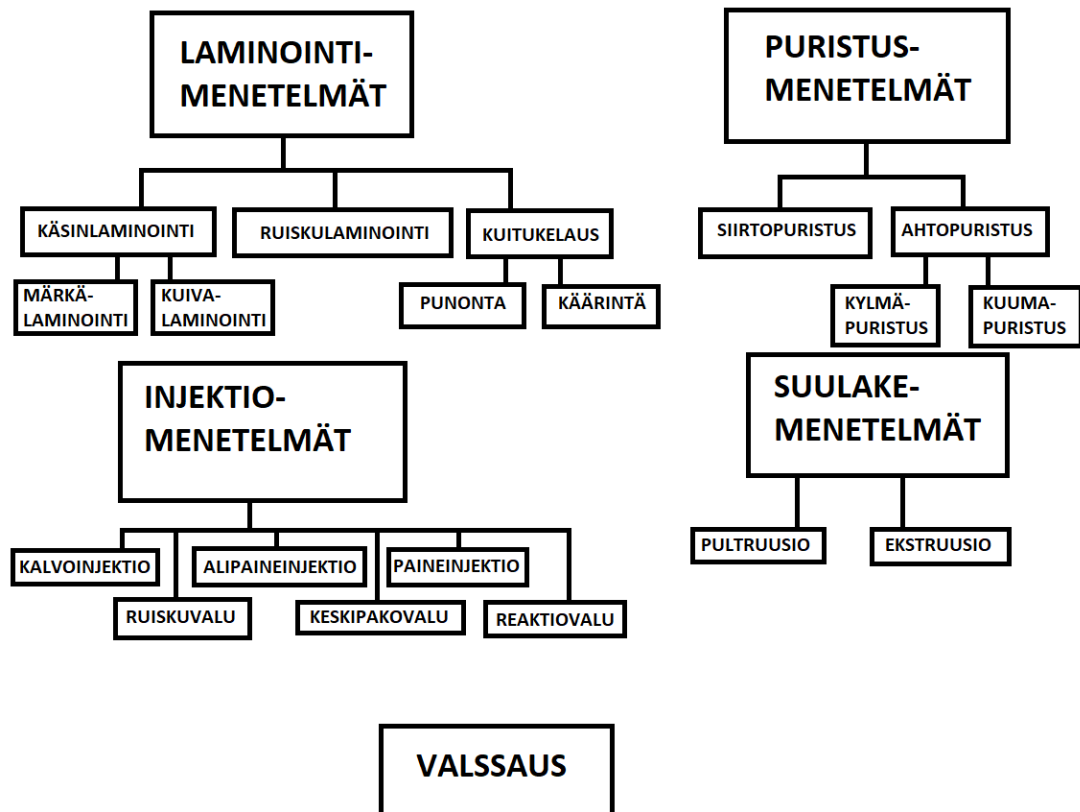 LAMINOINTI-
MENETELMÄT
KÄSINLAMINOINTI
RUISKULAMINOINTI
KUITUKELAUS
MÄRKÄ-
LAMINOINTI
KUIVA-
LAMINOINTI
PUNONTA
KÄÄRINTÄ
PURISTUS-
MENETELMÄT
SIIRTOPURISTUS
AHTOPURISTUS
KYLMÄ-
PURISTUS
KUUMA-
PURISTUS
INJEKTIO-
MENETELMÄT
KALVOINJEKTIO
ALIPAINEINJEKTIO
PAINEINJEKTIO
RUISKUVALU
KESKIPAKOVALU
REAKTIOVALU
SUULAKE-
MENETELMÄT
PULTRUUSIO
EKSTRUUSIO
VALSSAUS